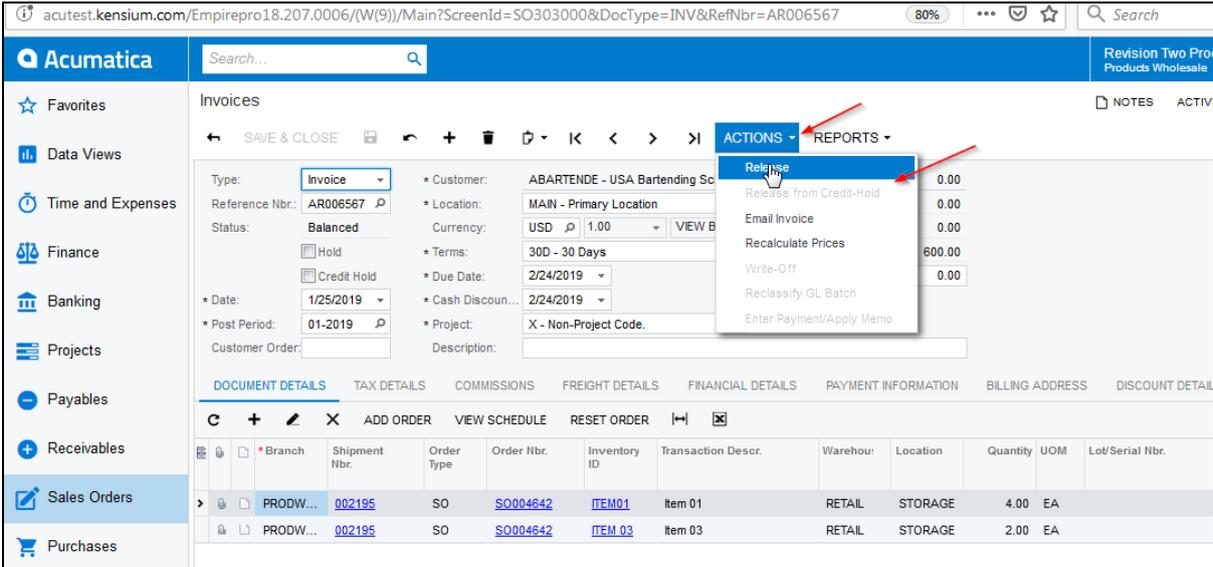 acutest.kensium.com/Empirepro18.207.0006/(W(9))/Main?ScreenId=SO303000&DocType=INV&RefNbr=AR006567 80% Search
Acumatica Search... Revision Two Pro
Products Wholesale
Favorites
Data Views
Time and Expenses
Finance
Banking
Projects
Payables
Receivables
Sales Orders
Purchases
Invoices NOTES ACTIV
SAVE & CLOSE ACTIONS REPORTS
Release
Release from Credit-Hold
Email Invoice
Recalculate Prices
Write-Off
Reclassify GL Batch
Enter Payment/Apply Memo
Type: Invoice * Customer: ABARTENDE - USA Bartending Sc 0.00
Reference Nbr.: AR006567 * Location: MAIN - Primary Location 0.00
Status: Balanced Currency: USD 1.00 VIEW B 0.00
Hold * Terms: 30D - 30 Days 600.00
Credit Hold * Due Date: 2/24/2019 0.00
* Date: 1/25/2019 * Cash Discoun... 2/24/2019
* Post Period: 01-2019 * Project: X - Non-Project Code.
Customer Order: Description:
DOCUMENT DETAILS TAX DETAILS COMMISSIONS FREIGHT DETAILS FINANCIAL DETAILS PAYMENT INFORMATION BILLING ADDRESS DISCOUNT DETAIL
ADD ORDER VIEW SCHEDULE RESET ORDER
* Branch Shipment Nbr. Order Type Order Nbr. Inventory ID Transaction Descr. Warehou Location Quantity UOM Lot/Serial Nbr.
PRODW... 002195 SO SO004642 ITEM01 Item 01 RETAIL STORAGE 4.00 EA
PRODW... 002195 SO SO004642 ITEM 03 Item 03 RETAIL STORAGE 2.00 EA